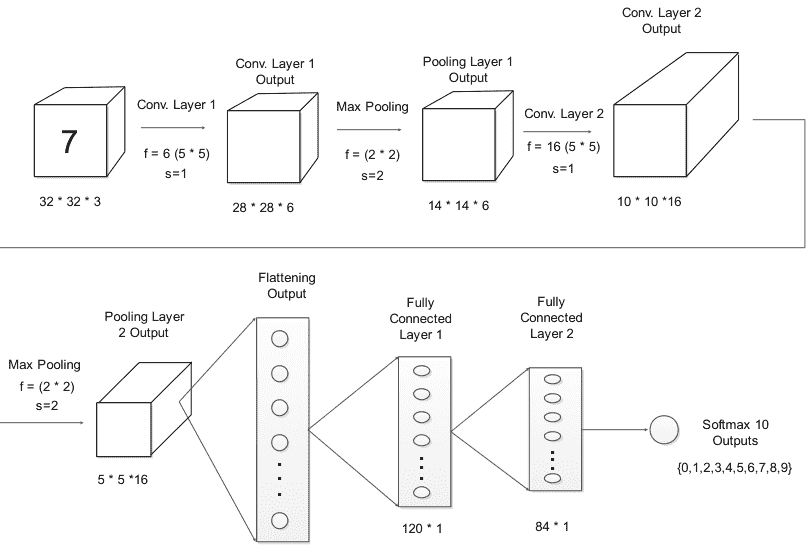 7
32 * 32 * 3
Conv. Layer 1
f = 6 (5 * 5)
s=1
Conv. Layer 1
Output
28 * 28 * 6
Max Pooling
f = (2 * 2)
s=2
Pooling Layer 1
Output
14 * 14 * 6
Conv. Layer 2
f = 16 (5 * 5)
s=1
Conv. Layer 2
Output
10 * 10 *16
Max Pooling
f = (2 * 2)
s=2
Pooling Layer
2 Output
5 * 5 *16
Flattening
Output
Fully
Connected
Layer 1
120 * 1
Fully
Connected
Layer 2
84 * 1
Softmax 10
Outputs
{0,1,2,3,4,5,6,7,8,9}